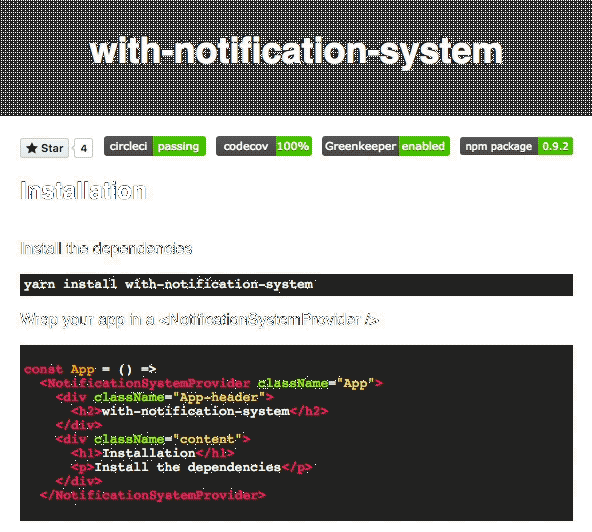 with-notification-system
Star 4 circleci passing codecov 100% Greenkeeper enabled npm package 0.9.2
Installation
Install the dependencies
yarn install with-notification-system
Wrap your app in a <NotificationSystemProvider />
const App = () =>
  <NotificationSystemProvider className="App">
    <div className="App-header">
      <h2>with-notification-system</h2>
    </div>
    <div className="content">
      <h1>Installation</h1>
      <p>Install the dependencies</p>
    </div>
  </NotificationSystemProvider>